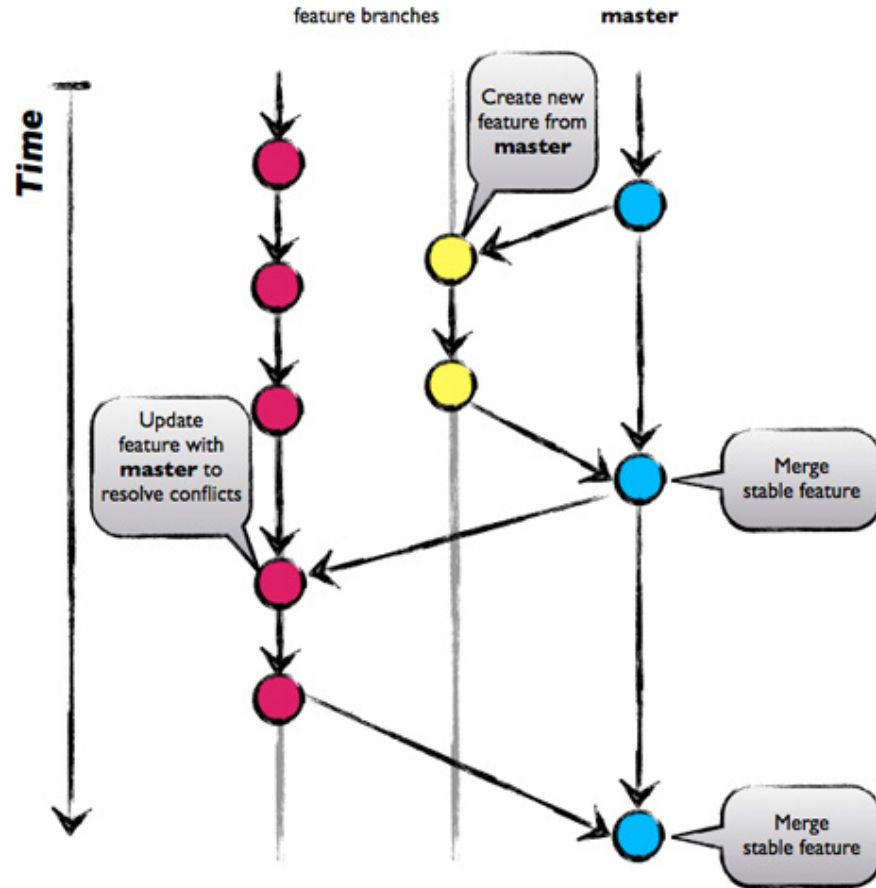 feature branches
master
Time
Create new
feature from
master
Update
feature with
master to
resolve conflicts
Merge
stable feature
Merge
stable feature